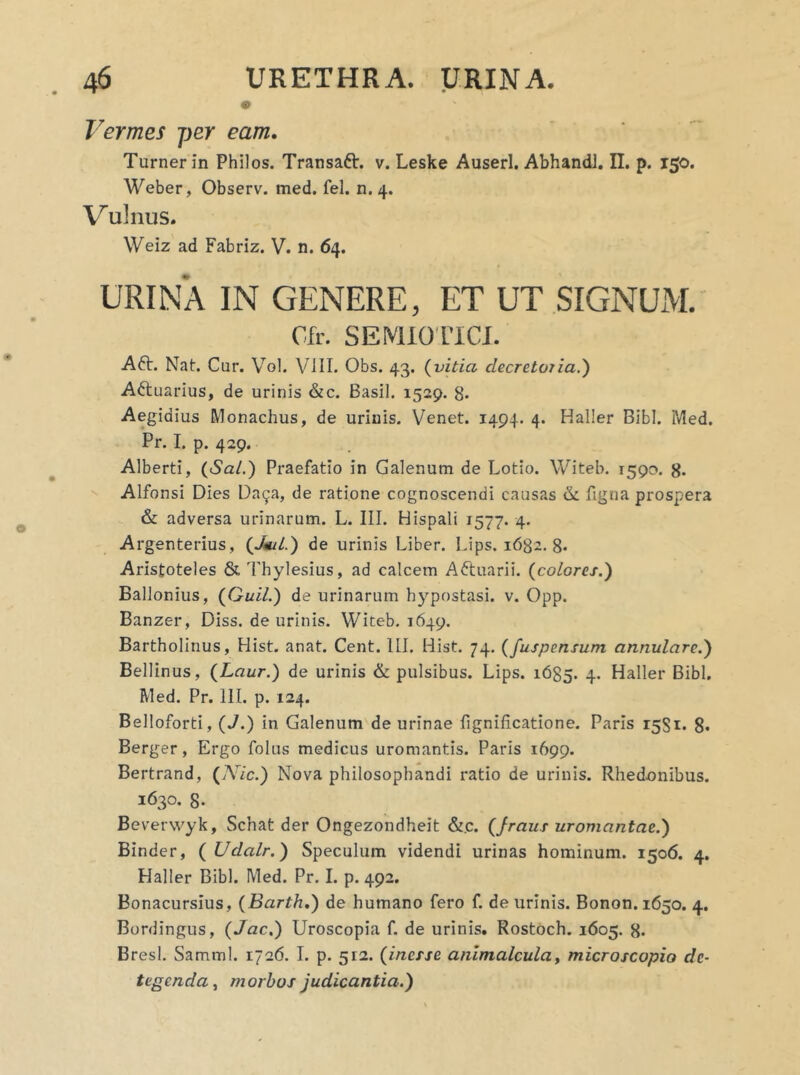 46 URETHRA. URINA.
Vermes per eam.
Turner in Philos. Transact. v. Leske Auserl. Abhandl. II. p. 150.
Weber, Observ. med. fel. n. 4.
Vulnus.
Weiz ad Fabriz. V. n. 64.
URINA IN GENERE, ET UT SIGNUM.
Cfr. SEMIOTICI.
Act. Nat. Cur. Vol. VIII. Obs. 43. (vitia decretoria.)
Actuarius, de urinis &c. Basil. 1529. 8.
Aegidius Monachus, de urinis. Venet. 1494. 4. Haller Bibl. Med.
Pr. I. p. 429.
Alberti, (Sal.) Praefatio in Galenum de Lotio. Witeb. 1590. 8.
Alfonsi Dies Daça, de ratione cognoscendi causas & signa prospera
& adversa urinarum. L. III. Hispali 1577. 4.
Argenterius, (Jul.) de urinis Liber. Lips. 1682. 8.
Aristoteles & Thylesius, ad calcem Actuarii. (colores.)
Ballonius, (Guil.) de urinarum hypostasi. v. Opp.
Banzer, Diss. de urinis. Witeb. 1649.
Bartholinus, Hist. anat. Cent. III. Hist. 74. (suspensum annulare.)
Bellinus, (Laur.) de urinis & pulsibus. Lips. 1685. 4. Haller Bibl.
Med. Pr. III. p. 124.
Belloforti, (J.) in Galenum de urinae significatione. Paris 1581. 8.
Berger, Ergo solus medicus uromantis. Paris 1699.
Bertrand, (Nic.) Nova philosophandi ratio de urinis. Rhedonibus.
1630. 8.
Beverwyk, Schat der Ongezondheit &c. (fraus uromantae.)
Binder, (Udalr.) Speculum videndi urinas hominum. 1506. 4.
Haller Bibl. Med. Pr. I. p. 492.
Bonacursius, (Barth.) de humano sero s. de urinis. Bonon. 1650. 4.
Bordingus, (Jac.) Uroscopia s. de urinis. Rostoch. 1605. 8.
Bresl. Samml. 1726. I. p. 512. (inesse animalcula, microscopio de-
tegenda, morbos judicantia.)